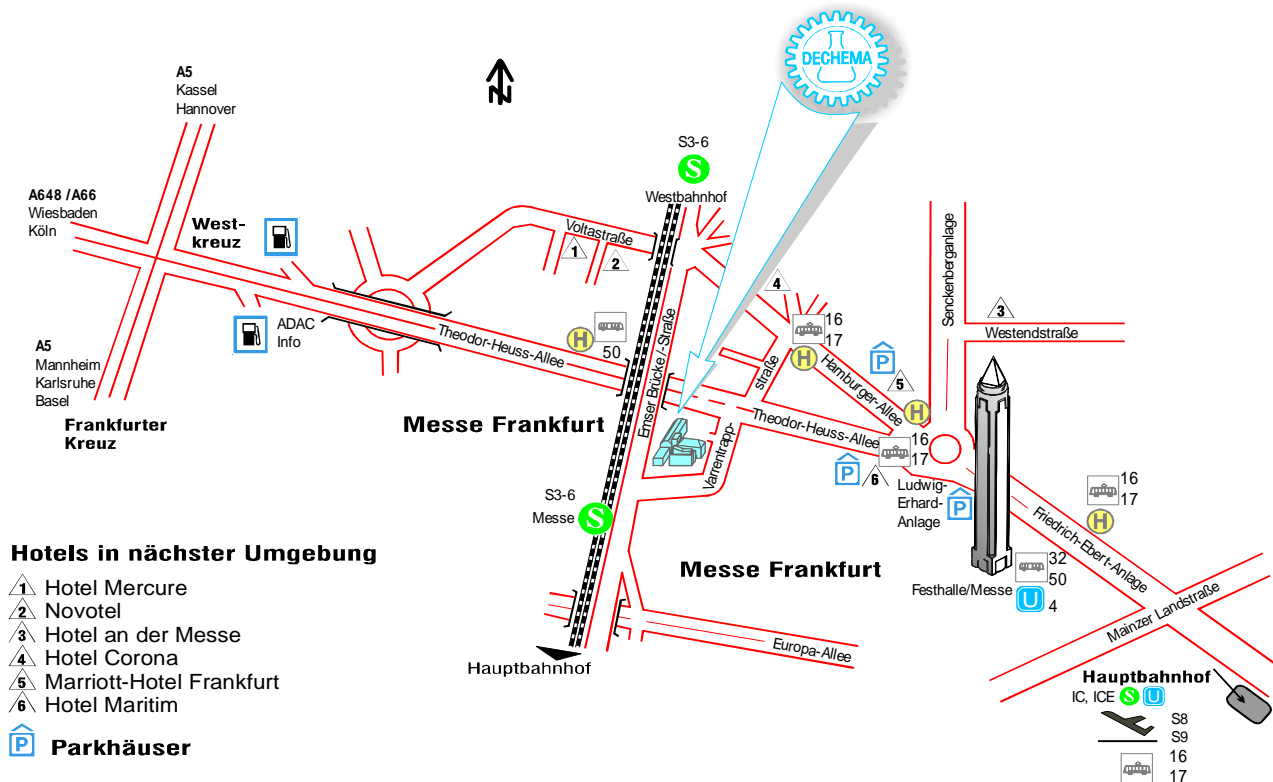 DECHEMA
N
A5
Kassel
Hannover
S3-6
S
Westbahnhof
A648 /A66
Wiesbaden
Köln
West-
kreuz
Voltastraße
1
2
Senckenberganlage
4
3
Westendstraße
16
17
H
ADAC
Info
Theodor-Heuss-Allee
H
50
Emser Brücke/-Straße
straße
P
5
Hamburger-Allee
H
A5
Mannheim
Karlsruhe
Basel
Frankfurter
Kreuz
Messe Frankfurt
Theodor-Heuss-Allee
16
17
Varrentrapp-
P
6
Ludwig-
Erhard-
Anlage
P
16
17
H
Friedrich-Ebert-Anlage
S3-6
Messe
S
Messe Frankfurt
Festhalle/Messe
32
50
U
4
Mainzer Landstraße
Europa-Allee
Hauptbahnhof
Hotels in nächster Umgebung
1 Hotel Mercure
2 Novotel
3 Hotel an der Messe
4 Hotel Corona
5 Marriott-Hotel Frankfurt
6 Hotel Maritim
P Parkhäuser
Hauptbahnhof
IC, ICE S U
S8
S9
16
17